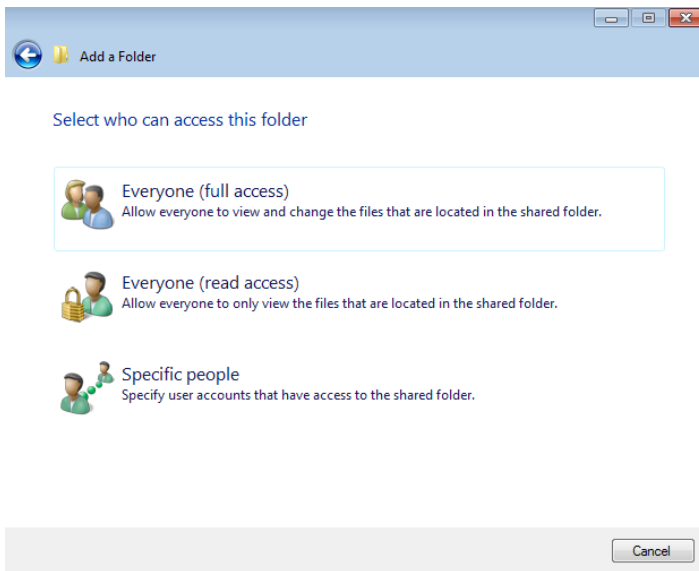 Add a Folder
Select who can access this folder
Everyone (full access)
Allow everyone to view and change the files that are located in the shared folder.
Everyone (read access)
Allow everyone to only view the files that are located in the shared folder.
Specific people
Specify user accounts that have access to the shared folder.
Cancel